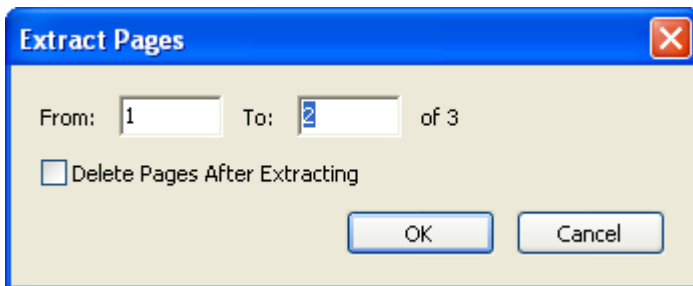 Extract Pages
From: 1 To: 2 of 3
Delete Pages After Extracting
OK Cancel